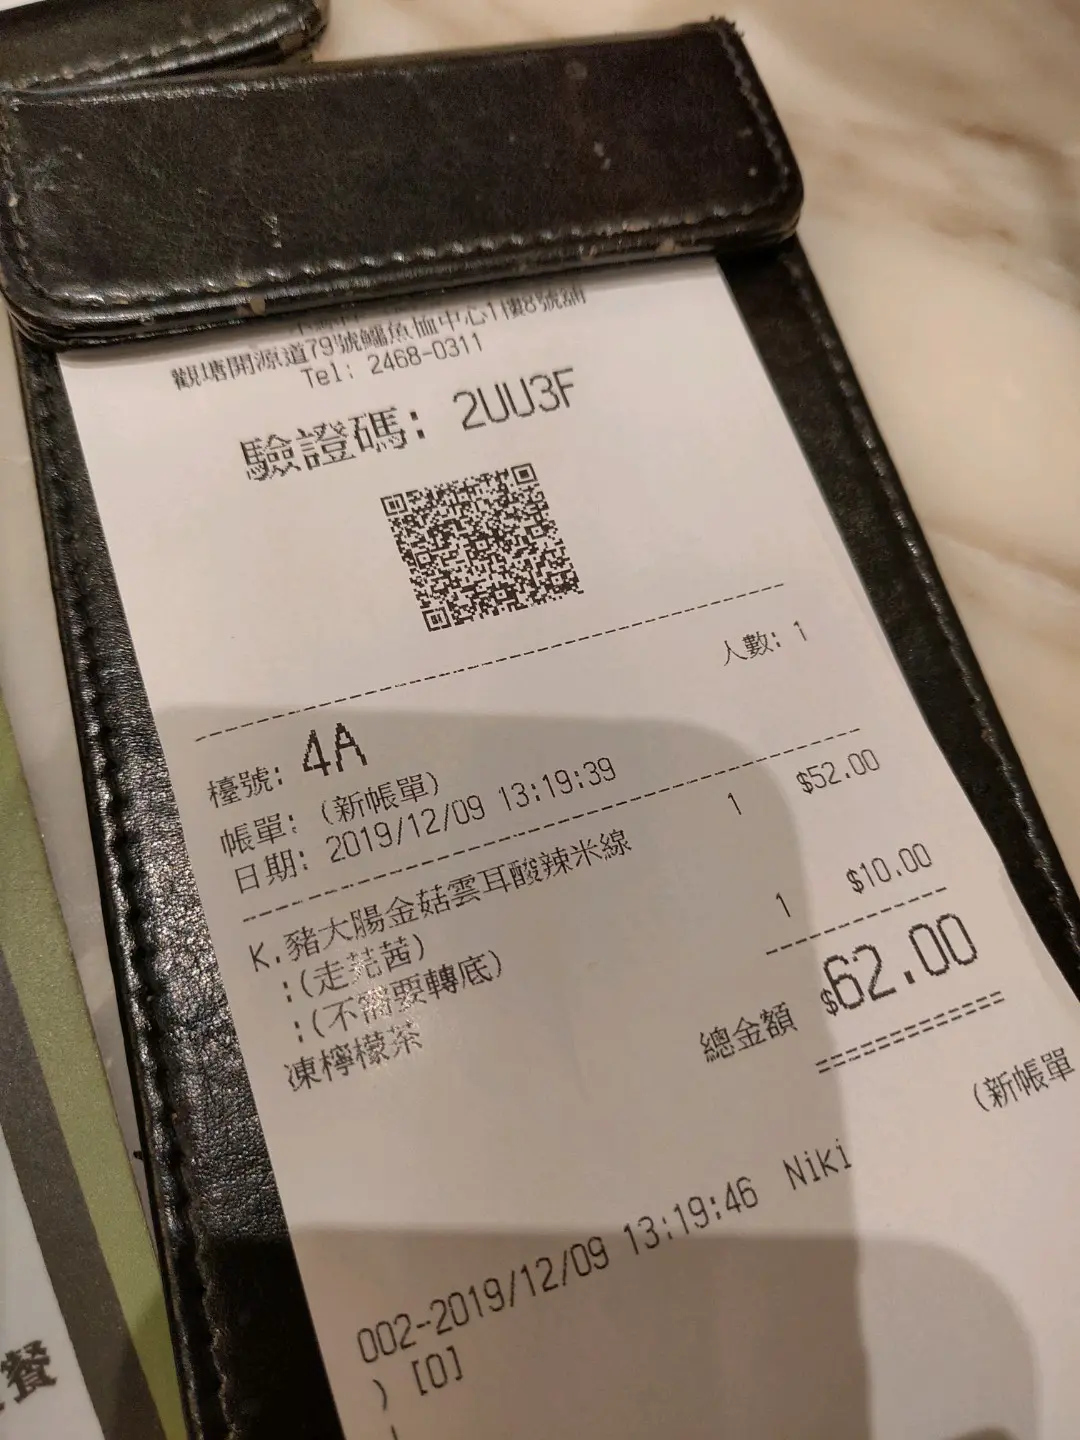 觀塘開源道79號鱷魚恤中心1樓8號舖
Tel: 2468-0311
驗證碼: 2UU3F
人數: 1
檯號: 4A
帳單: (新帳單)
日期: 2019/12/09 13:19:39
K.豬大腸金菇雲耳酸辣米線 1 $52.00
:(走芫茜)
:(不需要轉底)
凍檸檬茶 1 $10.00
總金額 $62.00
(新帳單
002-2019/12/09 13:19:46 Niki
) [0]
餐